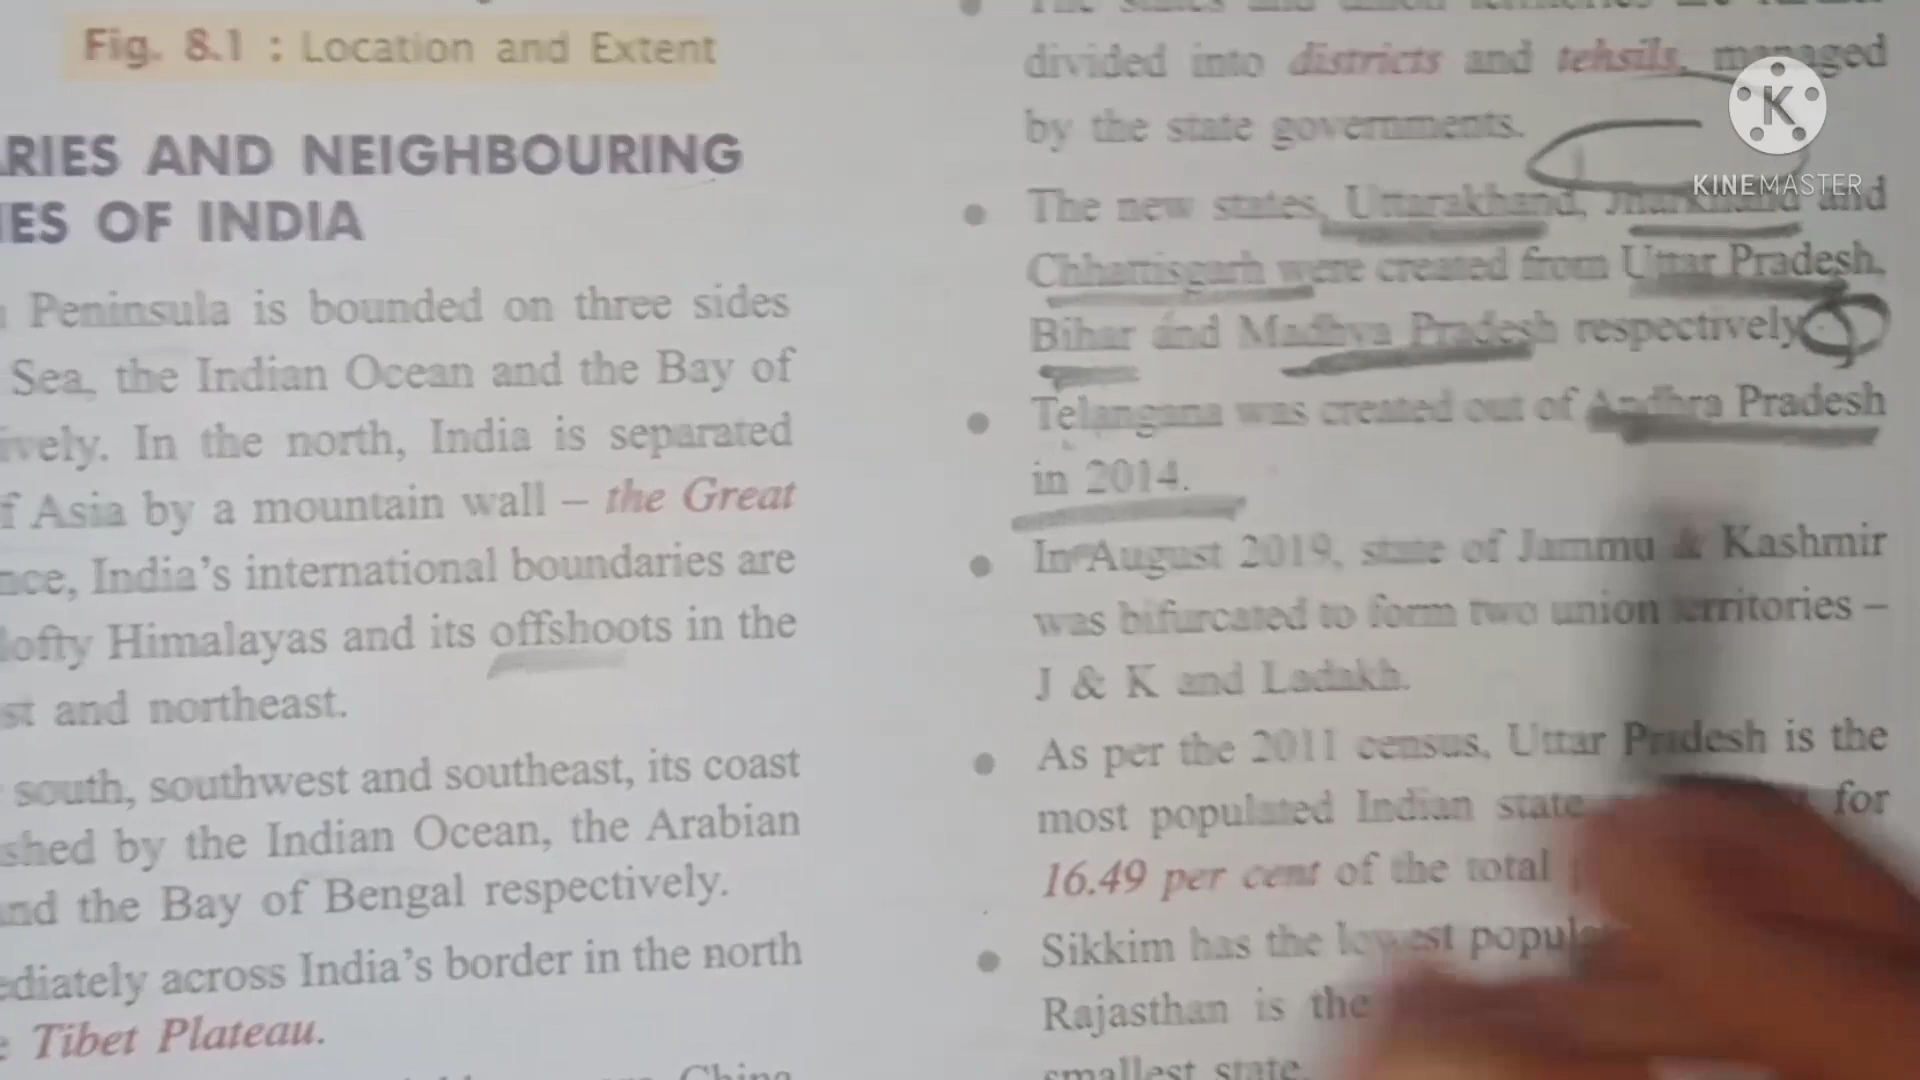 Fig. 8.1 : Location and Extent
RIES AND NEIGHBOURING
IES OF INDIA
Peninsula is bounded on three sides
Sea, the Indian Ocean and the Bay of
ively. In the north, India is separated
f Asia by a mountain wall – the Great
nce, India's international boundaries are
lofty Himalayas and its offshoots in the
st and northeast.
south, southwest and southeast, its coast
shed by the Indian Ocean, the Arabian
and the Bay of Bengal respectively.
ediately across India's border in the north
Tibet Plateau.
China
divided into districts and tehsils, managed
by the state governments.
The new states, Uttarakhand, Jharkhand and
Chhattisgarh were created from Uttar Pradesh,
Bihar and Madhya Pradesh respectively
Telangana was created out of Andhra Pradesh
in 2014.
In August 2019, state of Jammu & Kashmir
was bifurcated to form two union territories –
J & K and Ladakh.
As per the 2011 census, Uttar Pradesh is the
most populated Indian state for
16.49 per cent of the total
Sikkim has the lowest
Rajasthan is the
smallest state.
K
KINEMASTER